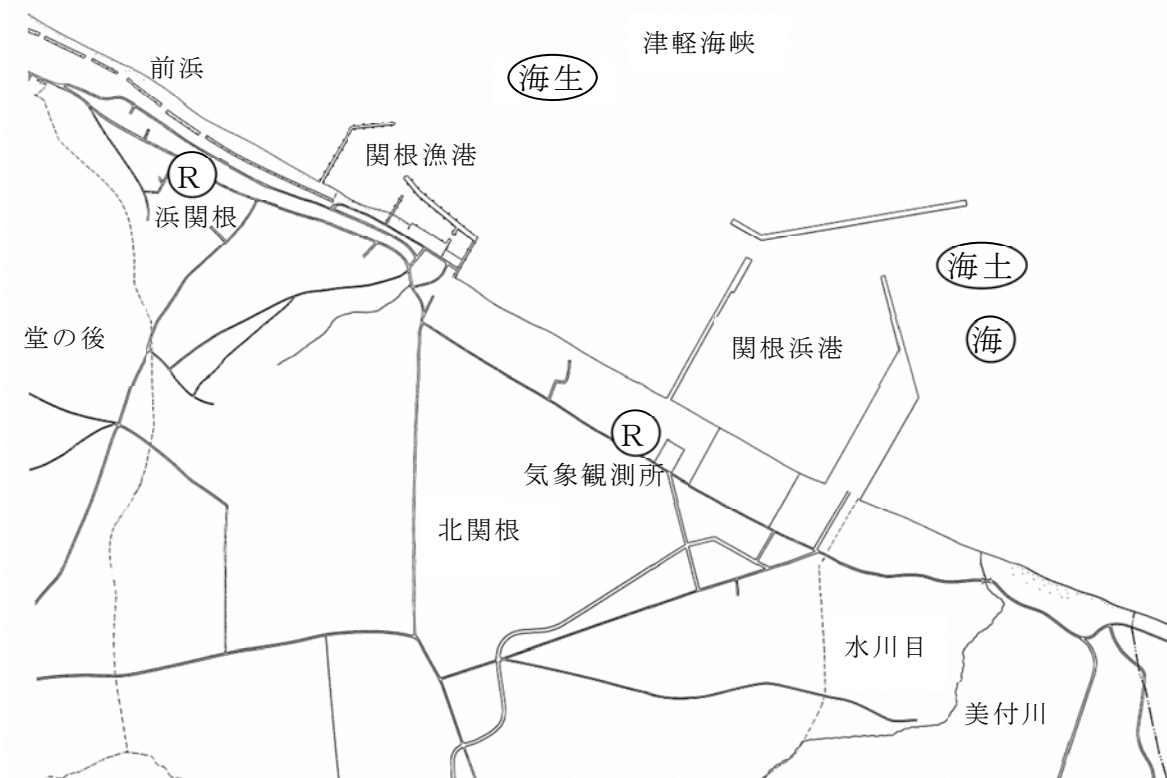 津軽海峡
前浜
海生
関根漁港
R
浜関根
海土
堂の後
関根浜港
海
R
気象観測所
北関根
水川目
美付川